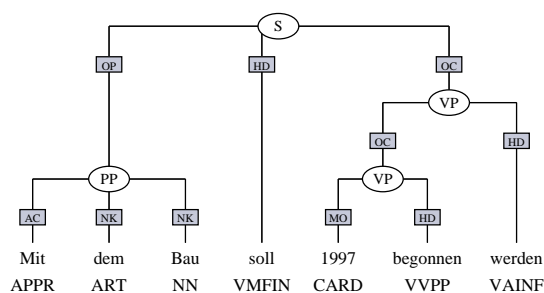 S
OP HD OC
VP
OC HD
PP VP
AC NK NK MO HD
Mit dem Bau soll 1997 begonnen werden
APPR ART NN VMFIN CARD VVPP VAINF